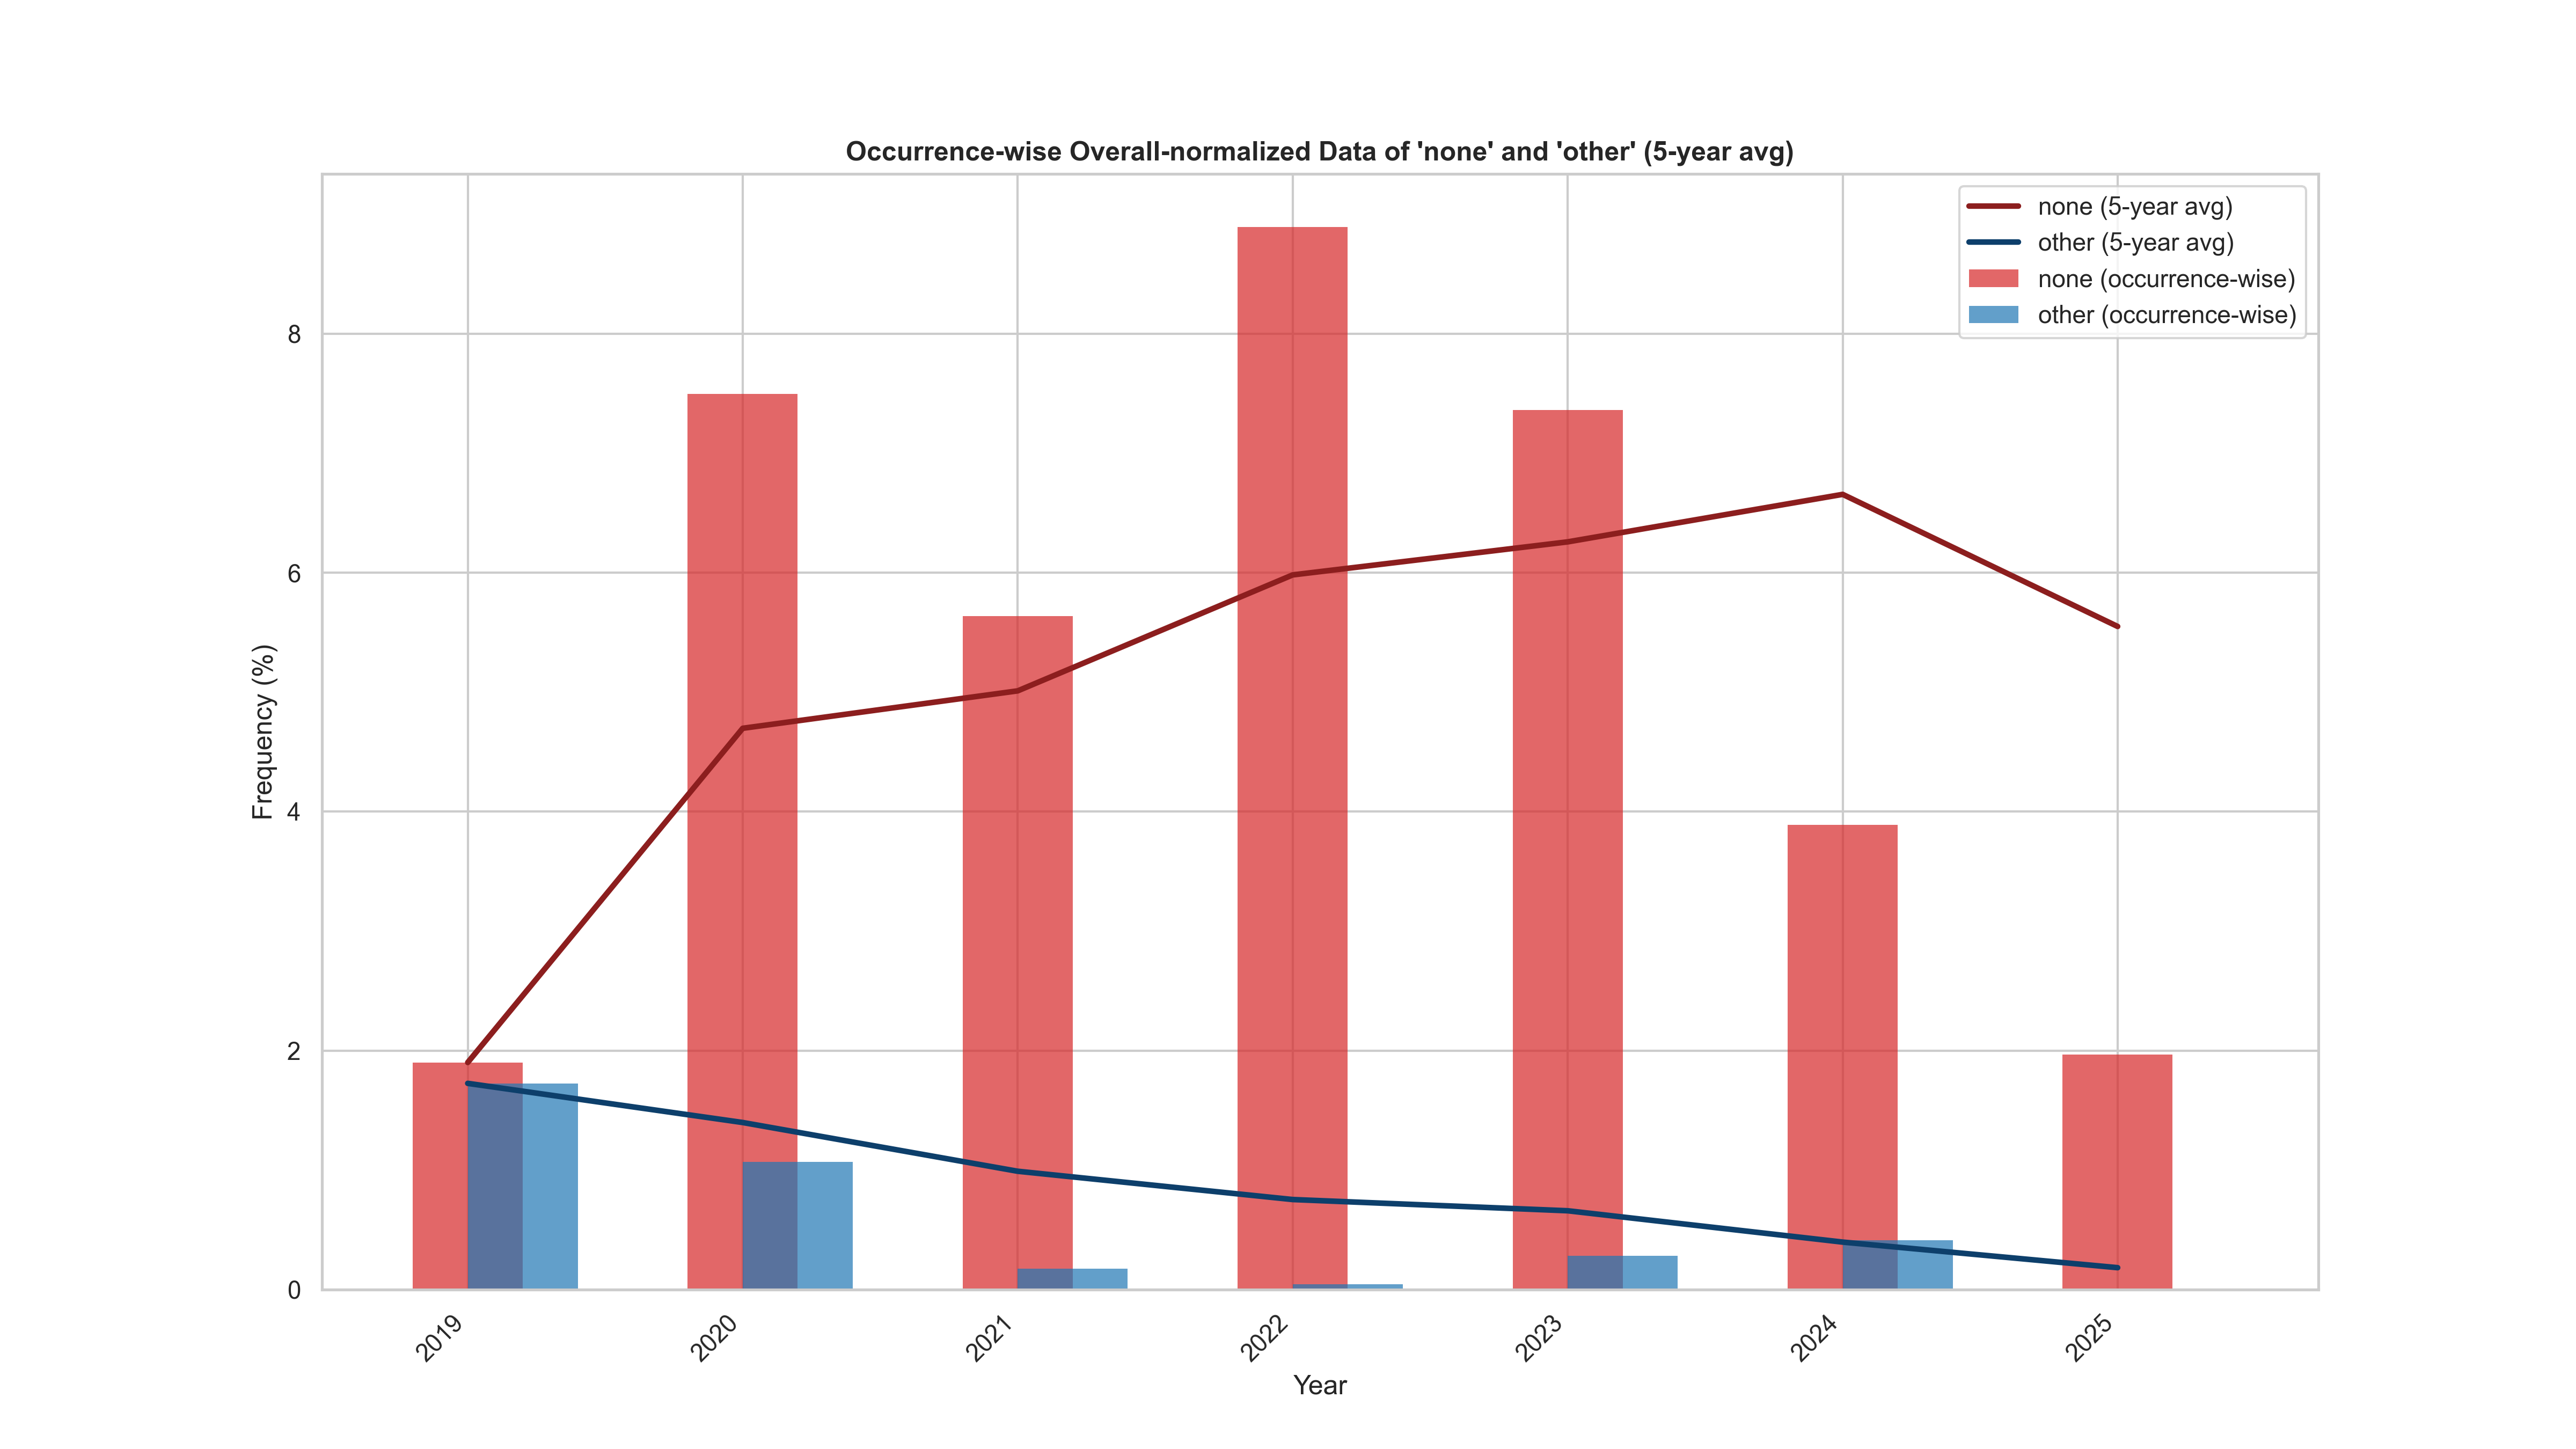 Occurrence-wise Overall-normalized Data of 'none' and 'other' (5-year avg)
none (5-year avg)
other (5-year avg)
none (occurrence-wise)
other (occurrence-wise)
8
6
4
2
0
Frequency (%)
2019
2020
2021
2022
2023
2024
2025
Year